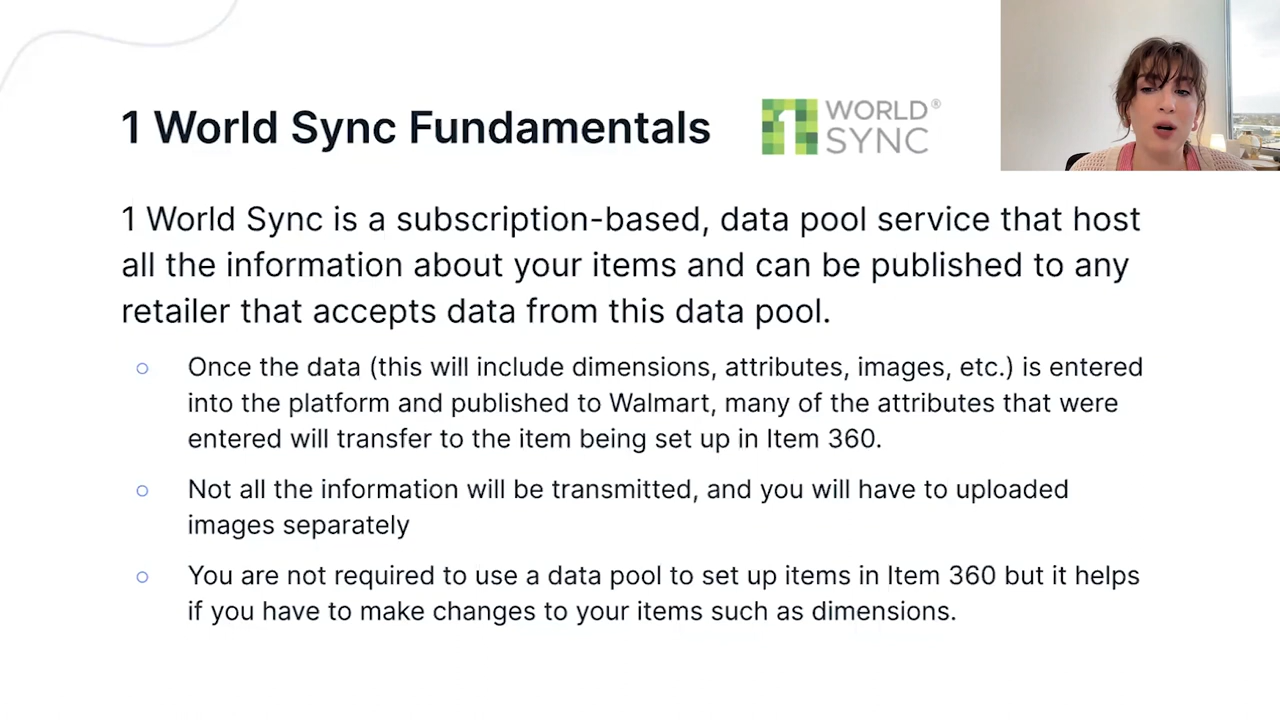 1 World Sync Fundamentals
1 WORLD® SYNC
1 World Sync is a subscription-based, data pool service that host
all the information about your items and can be published to any
retailer that accepts data from this data pool.
Once the data (this will include dimensions, attributes, images, etc.) is entered
into the platform and published to Walmart, many of the attributes that were
entered will transfer to the item being set up in Item 360.
Not all the information will be transmitted, and you will have to uploaded
images separately
You are not required to use a data pool to set up items in Item 360 but it helps
if you have to make changes to your items such as dimensions.